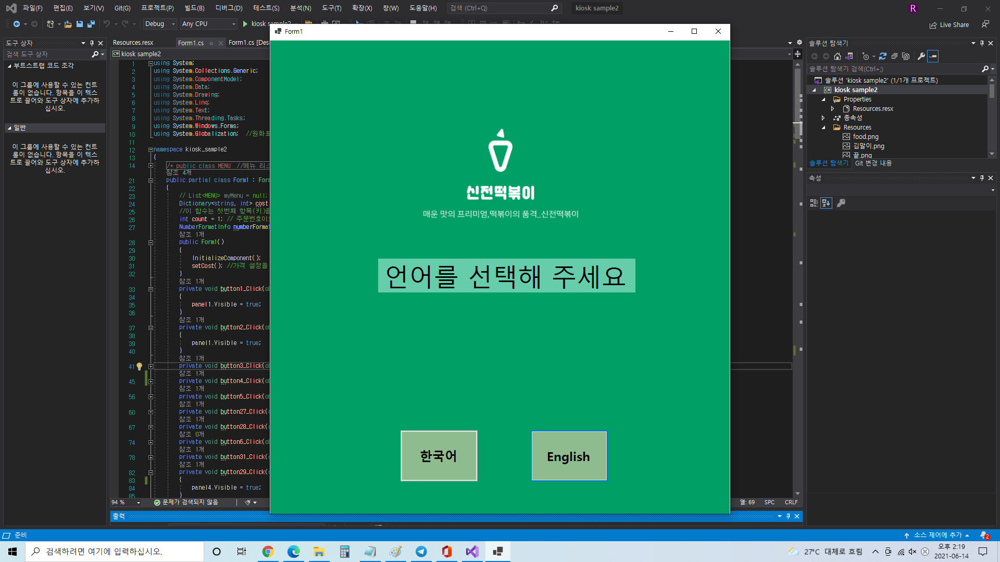 파일(F) 편집(E) 보기(V) Git(G) 프로젝트(P) 빌드(B) 디버그(D) 테스트(S) 분석(N) 도구(T) 확장(X) 창(W) 도움말(H) 검색 (Ctrl+Q) kiosk sample2 R
Debug Any CPU kiosk sample2 Live Share
도구 상자
검색 도구 상자
부트스트랩 코드 조각
이 그룹에 사용할 수 있는 컨트
롤이 없습니다. 항목을 이 텍스
트로 끌어와 도구 상자에 추가하
십시오.
일반
이 그룹에 사용할 수 있는 컨트
롤이 없습니다. 항목을 이 텍스
트로 끌어와 도구 상자에 추가하
십시오.
Resources.resx Form1.cs Form1.cs [Des
kiosk sample2
1 using System;
2 using System.Collections.Generic;
3 using System.ComponentModel;
4 using System.Data;
5 using System.Drawing;
6 using System.Linq;
7 using System.Text;
8 using System.Threading.Tasks;
9 using System.Windows.Forms;
10 using System.Globalization; //원화표
11
12 namespace kiosk_sample2
13 {
14 /* public class MENU //메뉴 리스
참조 4개
21 public partial class Form1 : For
22 {
23 // List<MENU> myMenu = null;
24 Dictionary<string, int> cost
25 //이 함수는 첫번째 항목(키)를
26 int count = 1; // 주문번호이
27 NumberFormatInfo numberForma
참조 1개
28 public Form1()
29 {
30 InitializeComponent();
31 setCost(); //가격 설정을
32 }
참조 1개
33 private void button1_Click(ob
34 {
35 panel1.Visible = true;
36 }
참조 1개
37 private void button2_Click(ob
38 {
39 panel1.Visible = true;
40 }
참조 1개
41 private void button3_Click(ob
참조 1개
45 private void button4_Click(ob
참조 1개
56 private void button5_Click(ob
참조 1개
60 private void button27_Click(
참조 1개
67 private void button28_Click(
참조 0개
74 private void button6_Click(ob
참조 1개
78 private void button31_Click(
참조 1개
82 private void button29_Click(
83 {
84 panel4.Visible = true;
85 }
94 % 문제가 검색되지 않음 열: 69 SPC CRLF
출력
Form1
신전떡볶이
매운 맛의 프리미엄,떡볶이의 품격_신전떡볶이
언어를 선택해 주세요
한국어 English
솔루션 탐색기
솔루션 탐색기 검색(Ctrl+;)
솔루션 'kiosk sample2' (1/1개 프로젝트)
kiosk sample2
Properties
Resources.resx
종속성
Resources
food.png
김말이.png
끝.png
솔루션 탐색기 Git 변경 내용
속성
준비 소스 제어에 추가 2
검색하려면 여기에 입력하십시오. 27°C 대체로 흐림 오후 2:19
2021-06-14